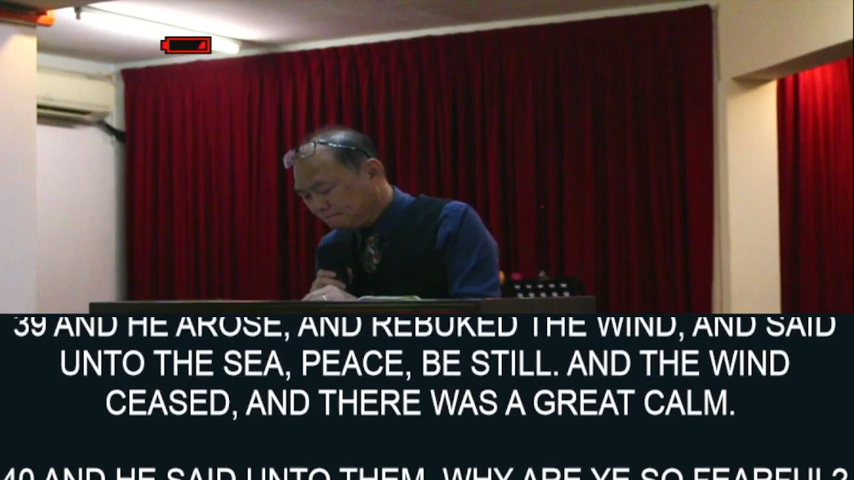 39 AND HE AROSE, AND REBUKED THE WIND, AND SAID
UNTO THE SEA, PEACE, BE STILL. AND THE WIND
CEASED, AND THERE WAS A GREAT CALM.
40 AND HE SAID UNTO THEM, WHY ARE YE SO FEARFUL?